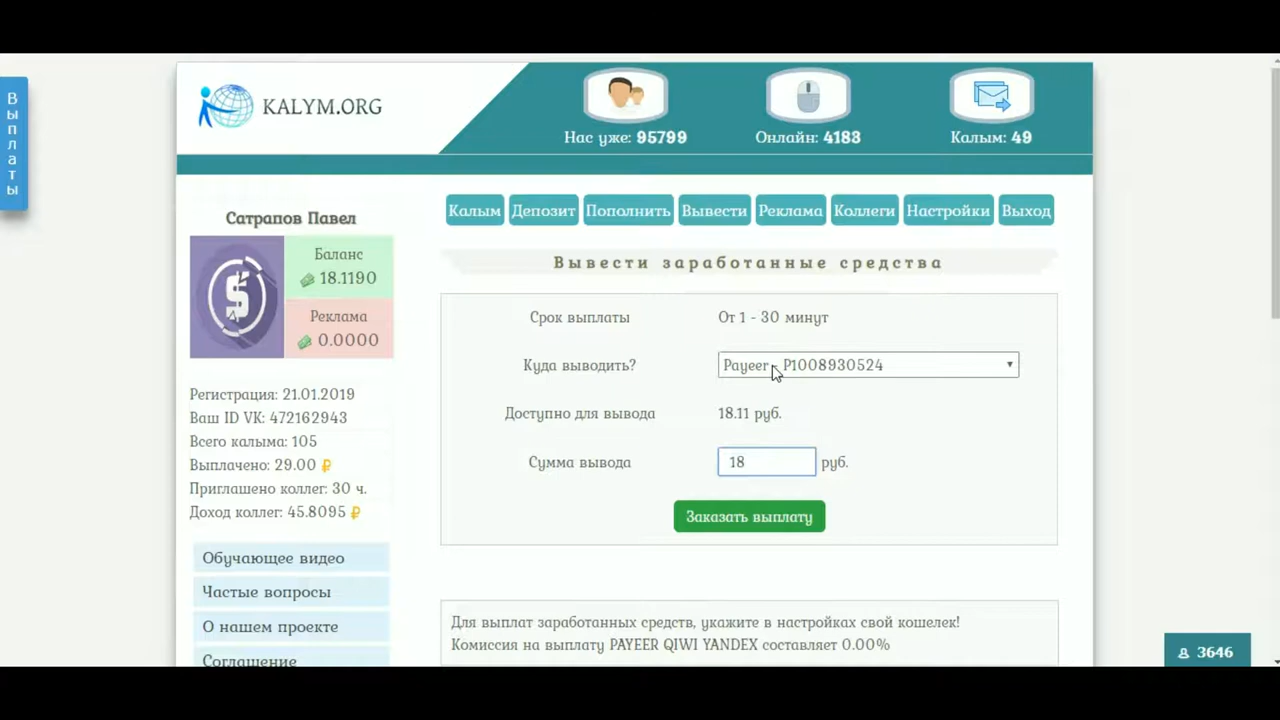 Выплаты
KALYM.ORG
Нас уже: 95799
Онлайн: 4183
Калым: 49
Сатрапов Павел
Баланс
18.1190
Реклама
0.0000
Регистрация: 21.01.2019
Ваш ID VK: 472162943
Всего калыма: 105
Выплачено: 29.00 ₽
Приглашено коллег: 30 ч.
Доход коллег: 45.8095 ₽
Обучающее видео
Частые вопросы
О нашем проекте
Соглашение
Калым Депозит Пополнить Вывести Реклама Коллеги Настройки Выход
Вывести заработанные средства
Срок выплаты От 1 - 30 минут
Куда выводить? Payeer - P1008930524
Доступно для вывода 18.11 руб.
Сумма вывода 18 руб.
Заказать выплату
Для выплат заработанных средств, укажите в настройках свой кошелек!
Комиссия на выплату PAYEER QIWI YANDEX составляет 0.00%
3646